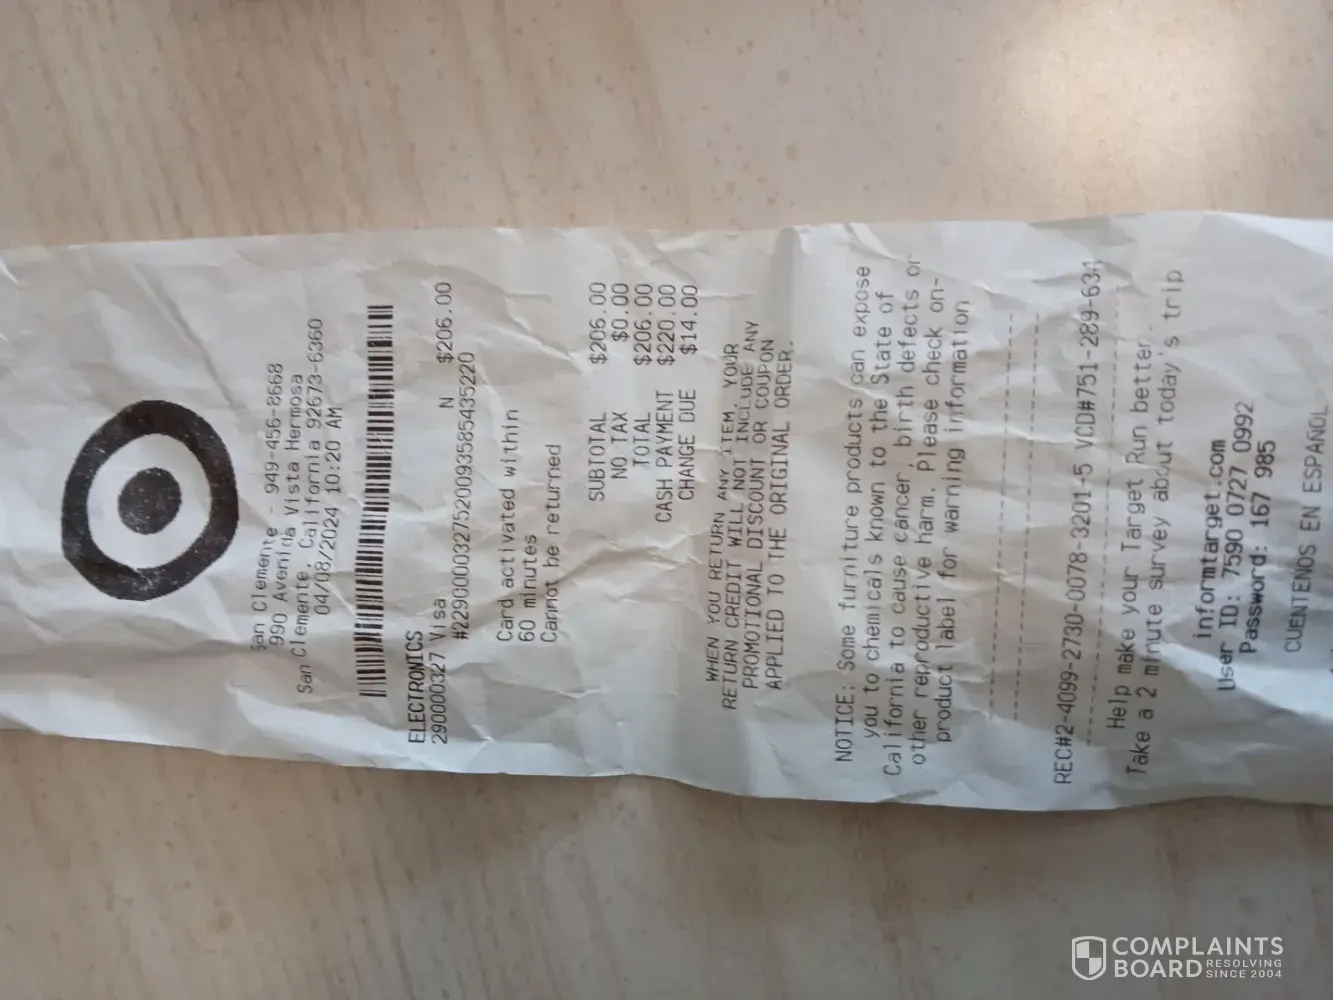 San Clemente - 949-456-8668
990 Avenida Vista Hermosa
San Clemente, California 92673-6360
04/08/2024 10:20 AM
ELECTRONICS
290000327 Visa N $206.00
#2290000327520093585435220
Card activated within
60 minutes
Cannot be returned
SUBTOTAL $206.00
NO TAX $0.00
TOTAL $206.00
CASH PAYMENT $220.00
CHANGE DUE $14.00
WHEN YOU RETURN ANY ITEM, YOUR
RETURN CREDIT WILL NOT INCLUDE ANY
PROMOTIONAL DISCOUNT OR COUPON
APPLIED TO THE ORIGINAL ORDER.
NOTICE: Some furniture products can expose
you to chemicals known to the State of
California to cause cancer, birth defects or
other reproductive harm. Please check on-
product label for warning information
REC#2-4099-2730-0078-3201-5 VCD#751-289-634
Help make your Target Run better.
Take a 2 minute survey about today's trip
informtarget.com
User ID: 7590 0727 0992
Password: 167 985
CUENTENOS EN ESPAÑOL
COMPLAINTS
BOARD RESOLVING
SINCE 2004